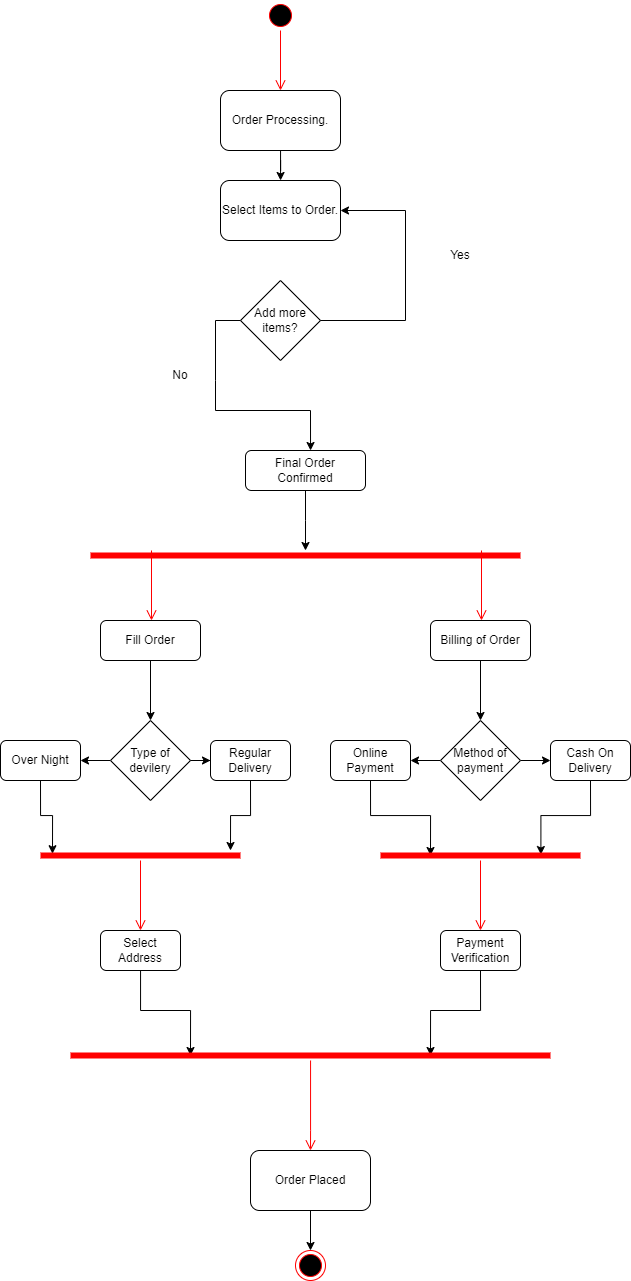 Order Processing.
Select Items to Order.
Yes
Add more
items?
No
Final Order
Confirmed
Fill Order
Billing of Order
Over Night
Type of
devilery
Regular
Delivery
Online
Payment
Method of
payment
Cash On
Delivery
Select
Address
Payment
Verification
Order Placed